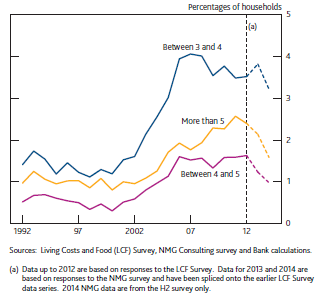 Percentages of households
5
(a)
Between 3 and 4
4
3
More than 5
2
Between 4 and 5
1
0
1992 97 2002 07 12
Sources: Living Costs and Food (LCF) Survey, NMG Consulting survey and Bank calculations.
(a) Data up to 2012 are based on responses to the LCF Survey. Data for 2013 and 2014 are
based on responses to the NMG survey and have been spliced onto the earlier LCF Survey
data series. 2014 NMG data are from the H2 survey only.